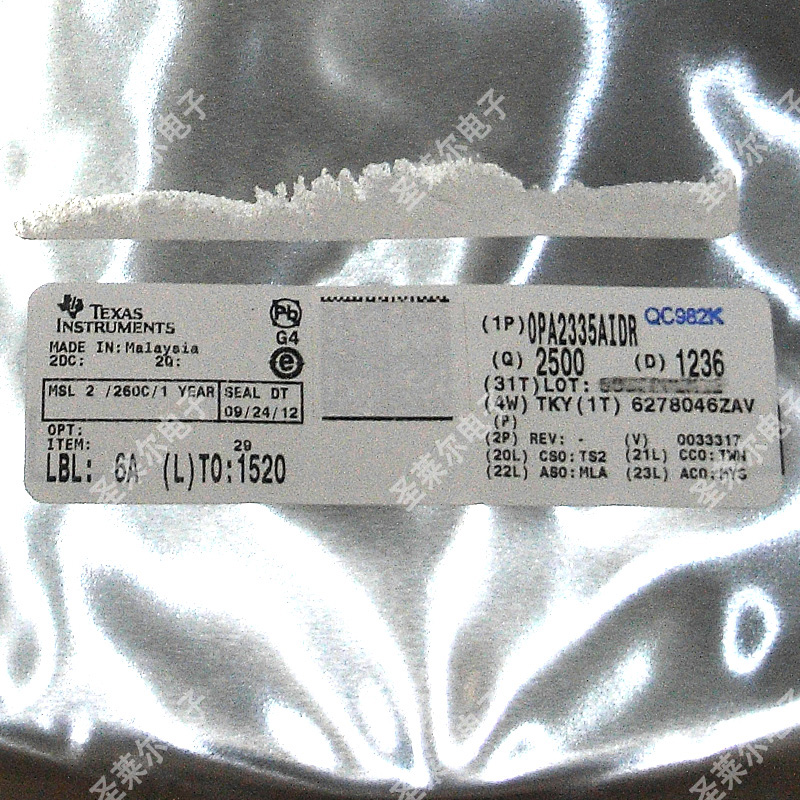 TEXAS
INSTRUMENTS
MADE IN: Malaysia
2DC: 2Q:
MSL 2 /260C/1 YEAR
SEAL DT
09/24/12
OPT:
ITEM: 29
LBL: 6A (L)TO:1520
Pb
G4
e
(1P) OPA2335AIDR
QC982K
(Q) 2500 (D) 1236
(31T)LOT:
(4W) TKY(1T) 6278046ZAV
(P)
(2P) REV: - (V) 0033317
(20L) CSO:TS2 (21L) CCO:TWN
(22L) ASO:MLA (23L) ACO:MYS
圣莱尔电子